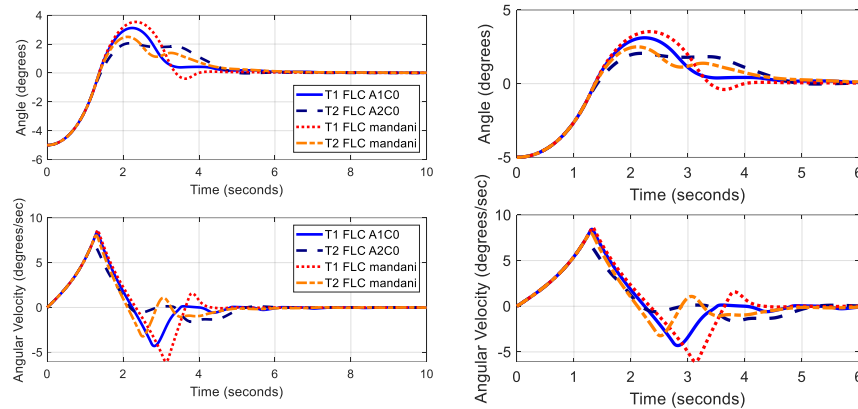 4
2
0
-2
-4
-6
Angle (degrees)
0 2 4 6 8 10
Time (seconds)
T1 FLC A1C0
T2 FLC A2C0
T1 FLC mandani
T2 FLC mandani
5
0
-5
Angle (degrees)
0 1 2 3 4 5 6
Time (seconds)
10
5
0
-5
Angular Velocity (degrees/sec)
0 2 4 6 8 10
Time (seconds)
T1 FLC A1C0
T2 FLC A2C0
T1 FLC mandani
T2 FLC mandani
10
5
0
-5
Angular Velocity (degrees/sec)
0 1 2 3 4 5 6
Time (seconds)